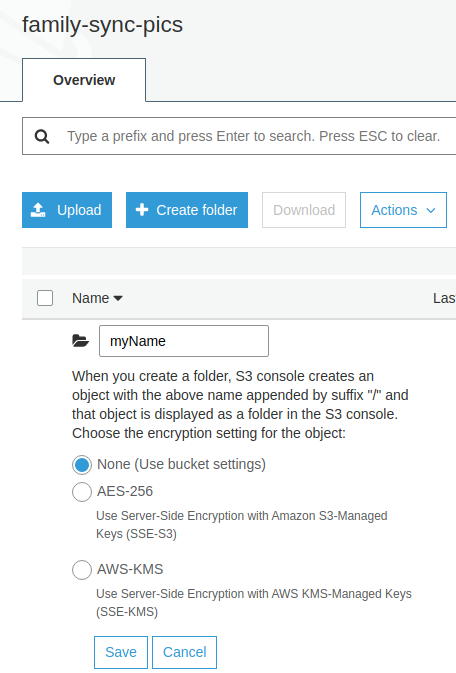 family-sync-pics
Overview
Type a prefix and press Enter to search. Press ESC to clear.
Upload Create folder Download Actions
Name Las
myName
When you create a folder, S3 console creates an
object with the above name appended by suffix "/" and
that object is displayed as a folder in the S3 console.
Choose the encryption setting for the object:
None (Use bucket settings)
AES-256
Use Server-Side Encryption with Amazon S3-Managed
Keys (SSE-S3)
AWS-KMS
Use Server-Side Encryption with AWS KMS-Managed Keys
(SSE-KMS)
Save Cancel